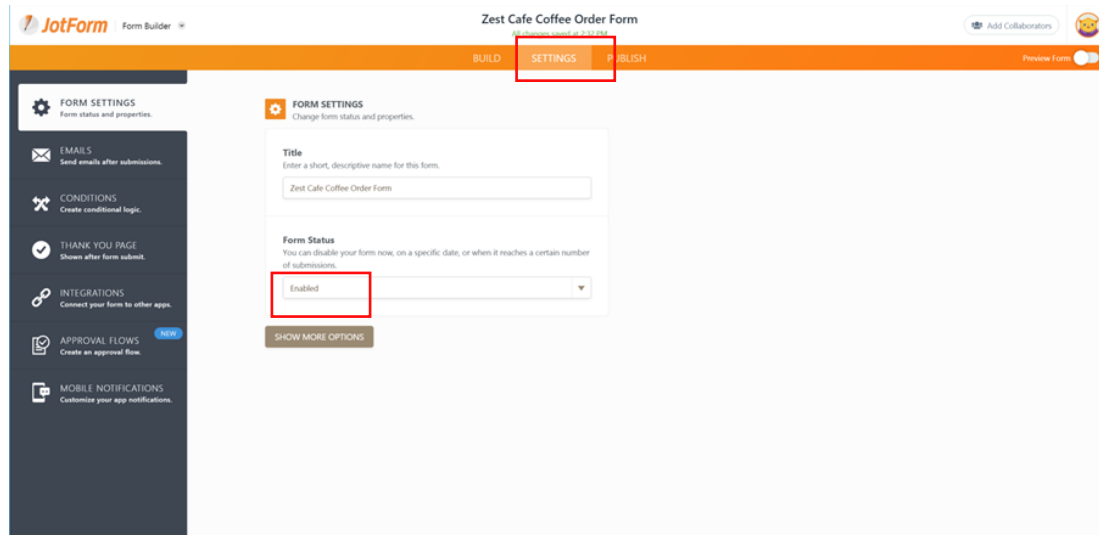 JotForm
Form Builder
Zest Cafe Coffee Order Form
All changes saved at 2:32 PM
Add Collaborators
BUILD
SETTINGS
PUBLISH
Preview Form
FORM SETTINGS
Form status and properties.
EMAILS
Send emails after submissions.
CONDITIONS
Create conditional logic.
THANK YOU PAGE
Shown after form submit.
INTEGRATIONS
Connect your form to other apps.
APPROVAL FLOWS
NEW
Create an approval flow.
MOBILE NOTIFICATIONS
Customize your app notifications.
FORM SETTINGS
Change form status and properties.
Title
Enter a short, descriptive name for this form.
Zest Cafe Coffee Order Form
Form Status
You can disable your form now, on a specific date, or when it reaches a certain number
of submissions.
Enabled
SHOW MORE OPTIONS